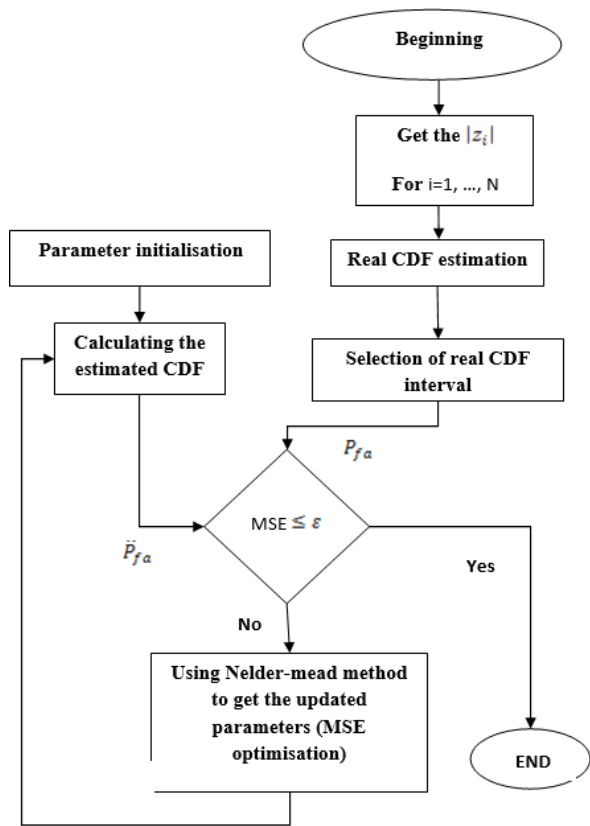 Beginning
Get the |z_i|
For i=1, ..., N
Parameter initialisation
Real CDF estimation
Calculating the
estimated CDF
Selection of real CDF
interval
P_fa
MSE ≤ ε
P̈_fa
Yes
No
Using Nelder-mead method
to get the updated
parameters (MSE
optimisation)
END